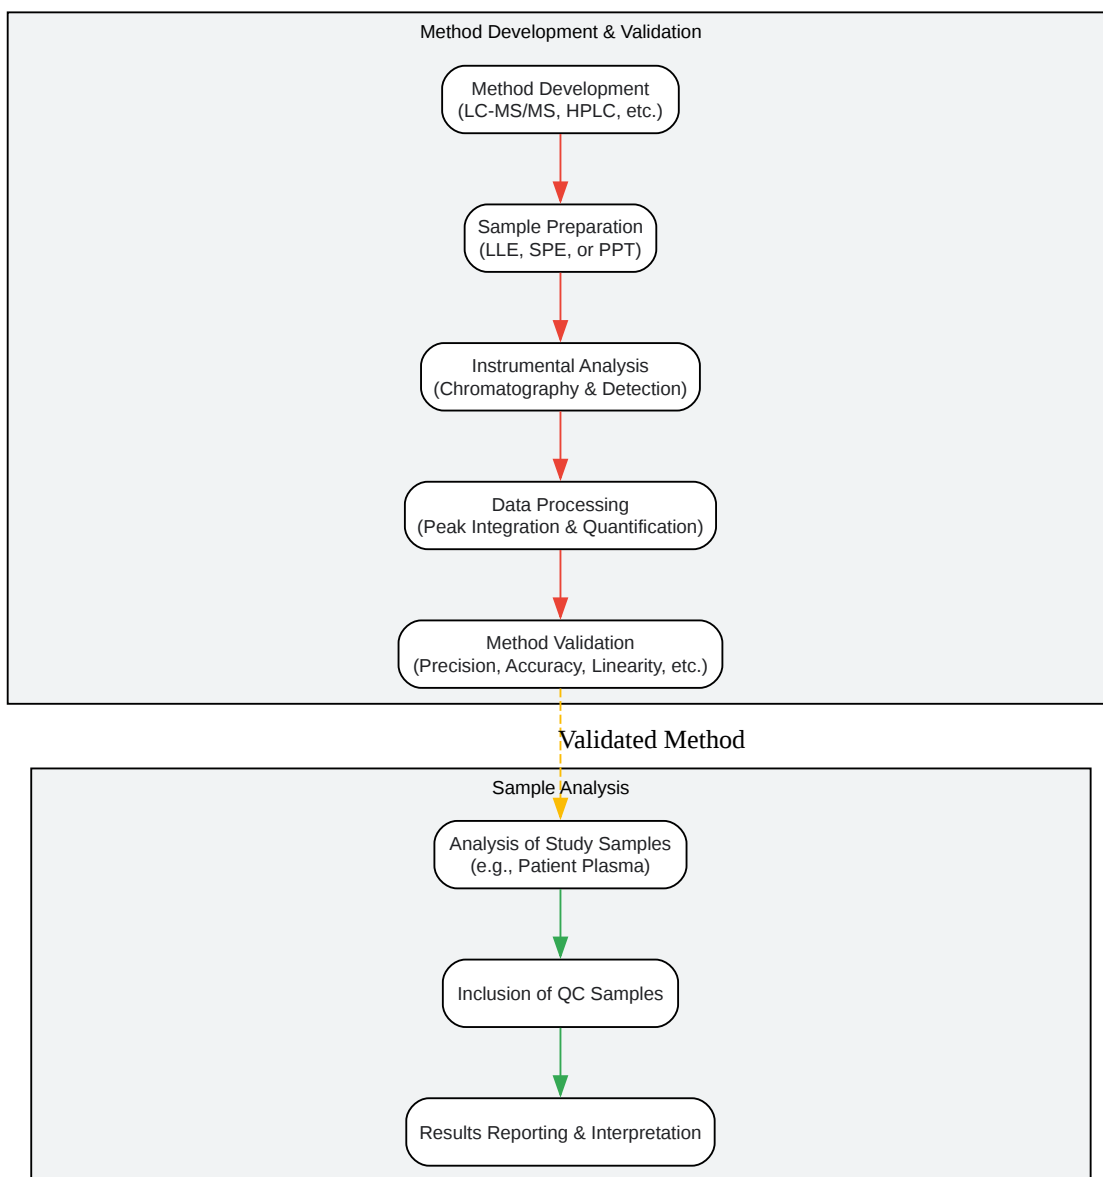 Method Development & Validation
Method Development
(LC-MS/MS, HPLC, etc.)
Sample Preparation
(LLE, SPE, or PPT)
Instrumental Analysis
(Chromatography & Detection)
Data Processing
(Peak Integration & Quantification)
Method Validation
(Precision, Accuracy, Linearity, etc.)
Validated Method
Sample Analysis
Analysis of Study Samples
(e.g., Patient Plasma)
Inclusion of QC Samples
Results Reporting & Interpretation